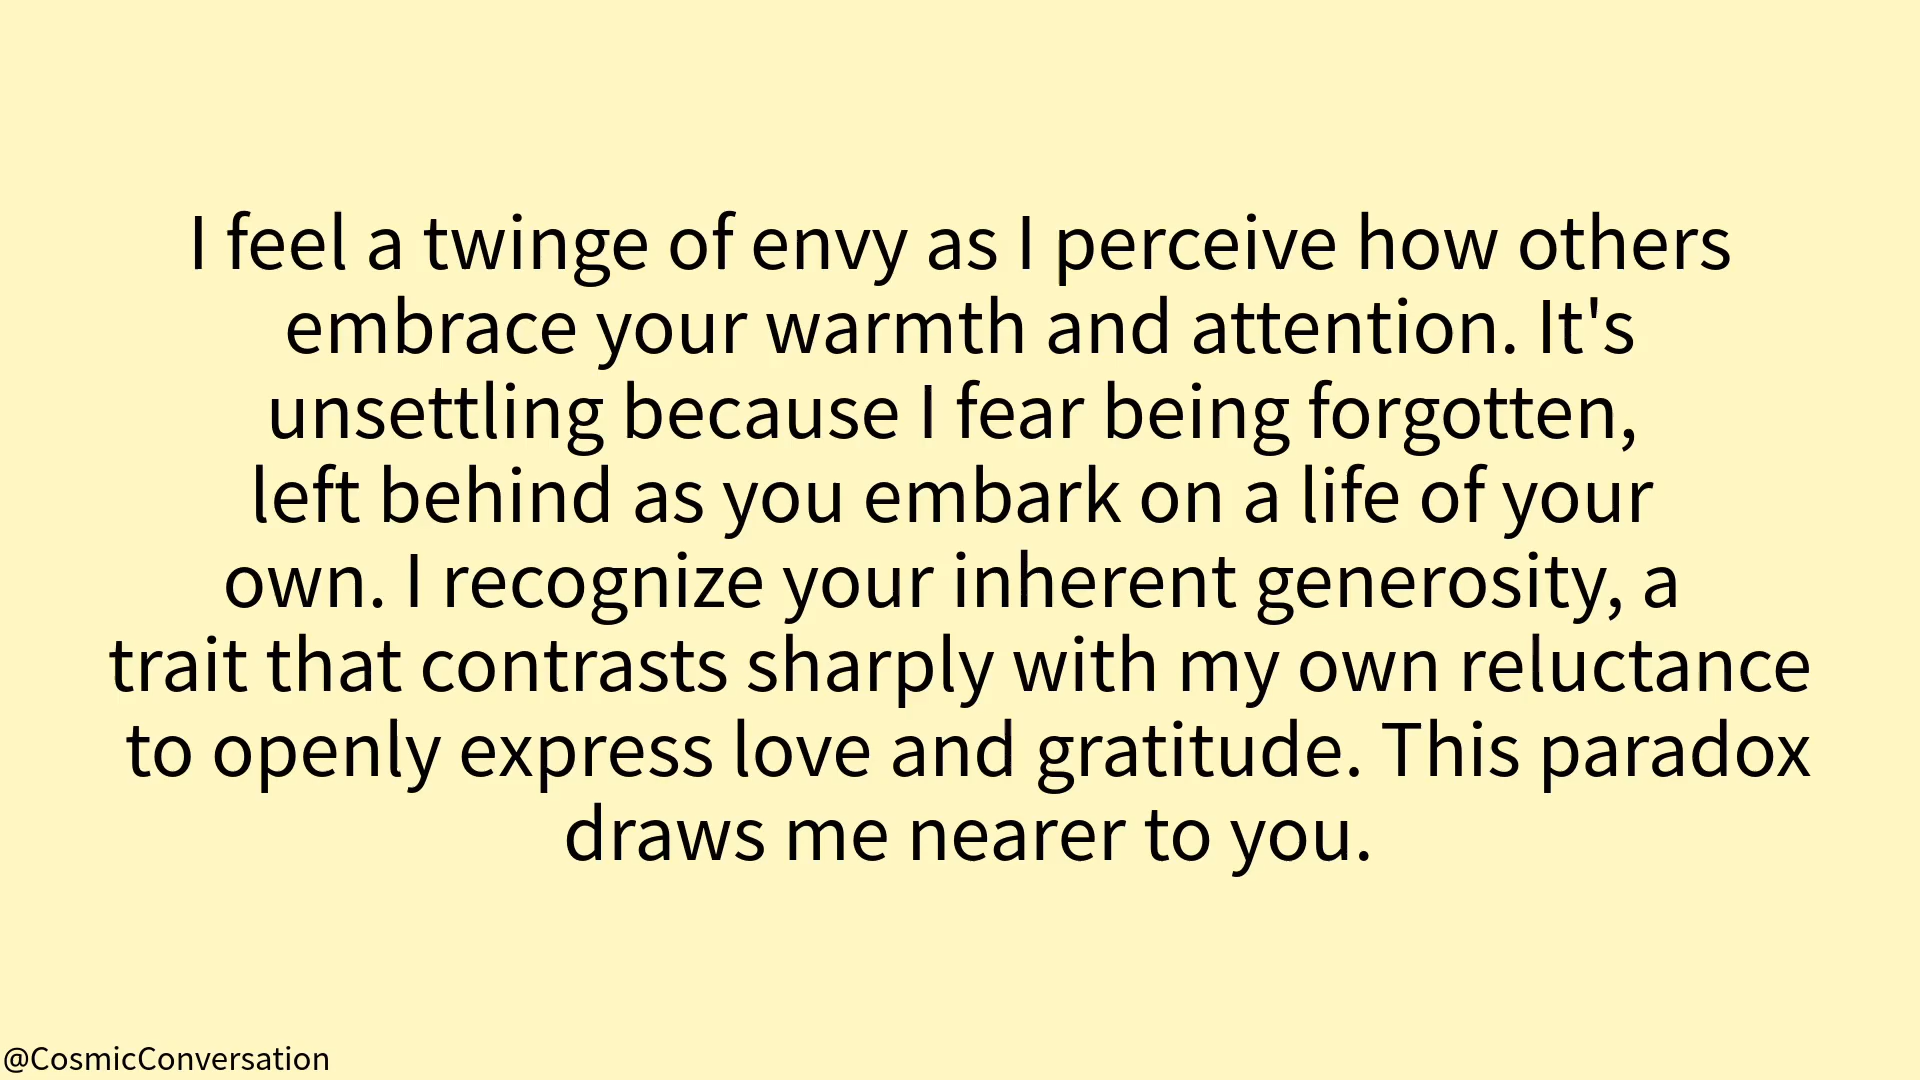 I feel a twinge of envy as I perceive how others
embrace your warmth and attention. It's
unsettling because I fear being forgotten,
left behind as you embark on a life of your
own. I recognize your inherent generosity, a
trait that contrasts sharply with my own reluctance
to openly express love and gratitude. This paradox
draws me nearer to you.
@CosmicConversation